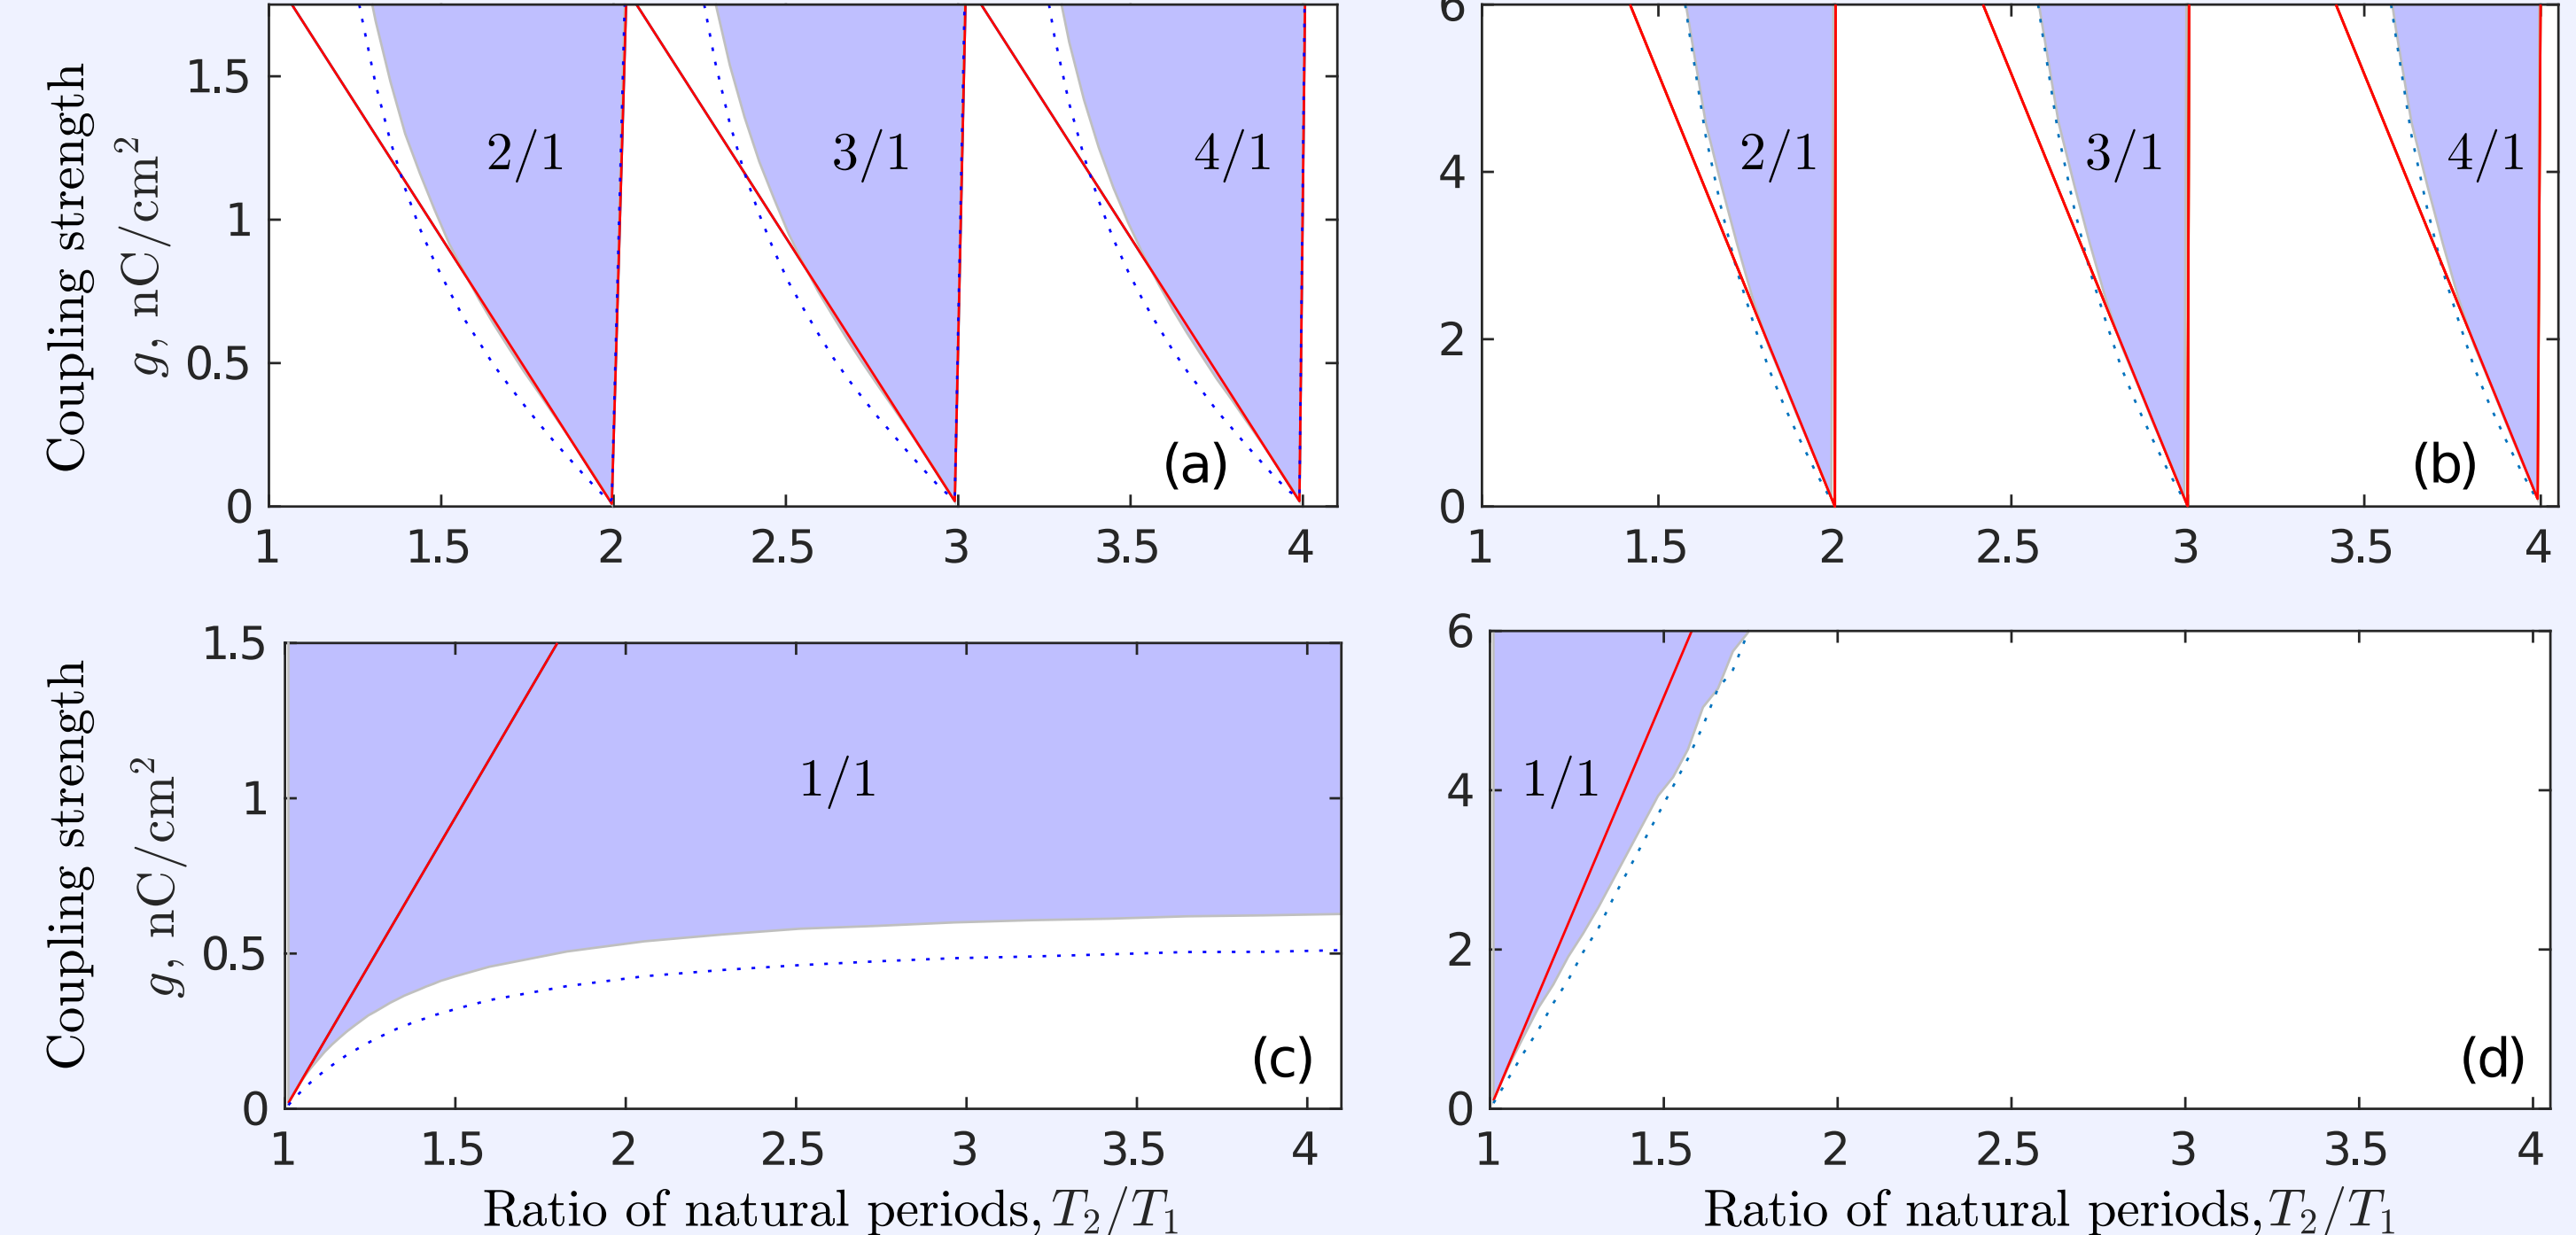 Coupling strength
g, nC/cm²
1.5
1
0.5
0
2/1
3/1
4/1
(a)
1 1.5 2 2.5 3 3.5 4
6
4
2
0
2/1
3/1
4/1
(b)
1 1.5 2 2.5 3 3.5 4
Coupling strength
g, nC/cm²
1.5
1
0.5
0
1/1
(c)
1 1.5 2 2.5 3 3.5 4
Ratio of natural periods, T₂/T₁
6
4
2
0
1/1
(d)
1 1.5 2 2.5 3 3.5 4
Ratio of natural periods, T₂/T₁